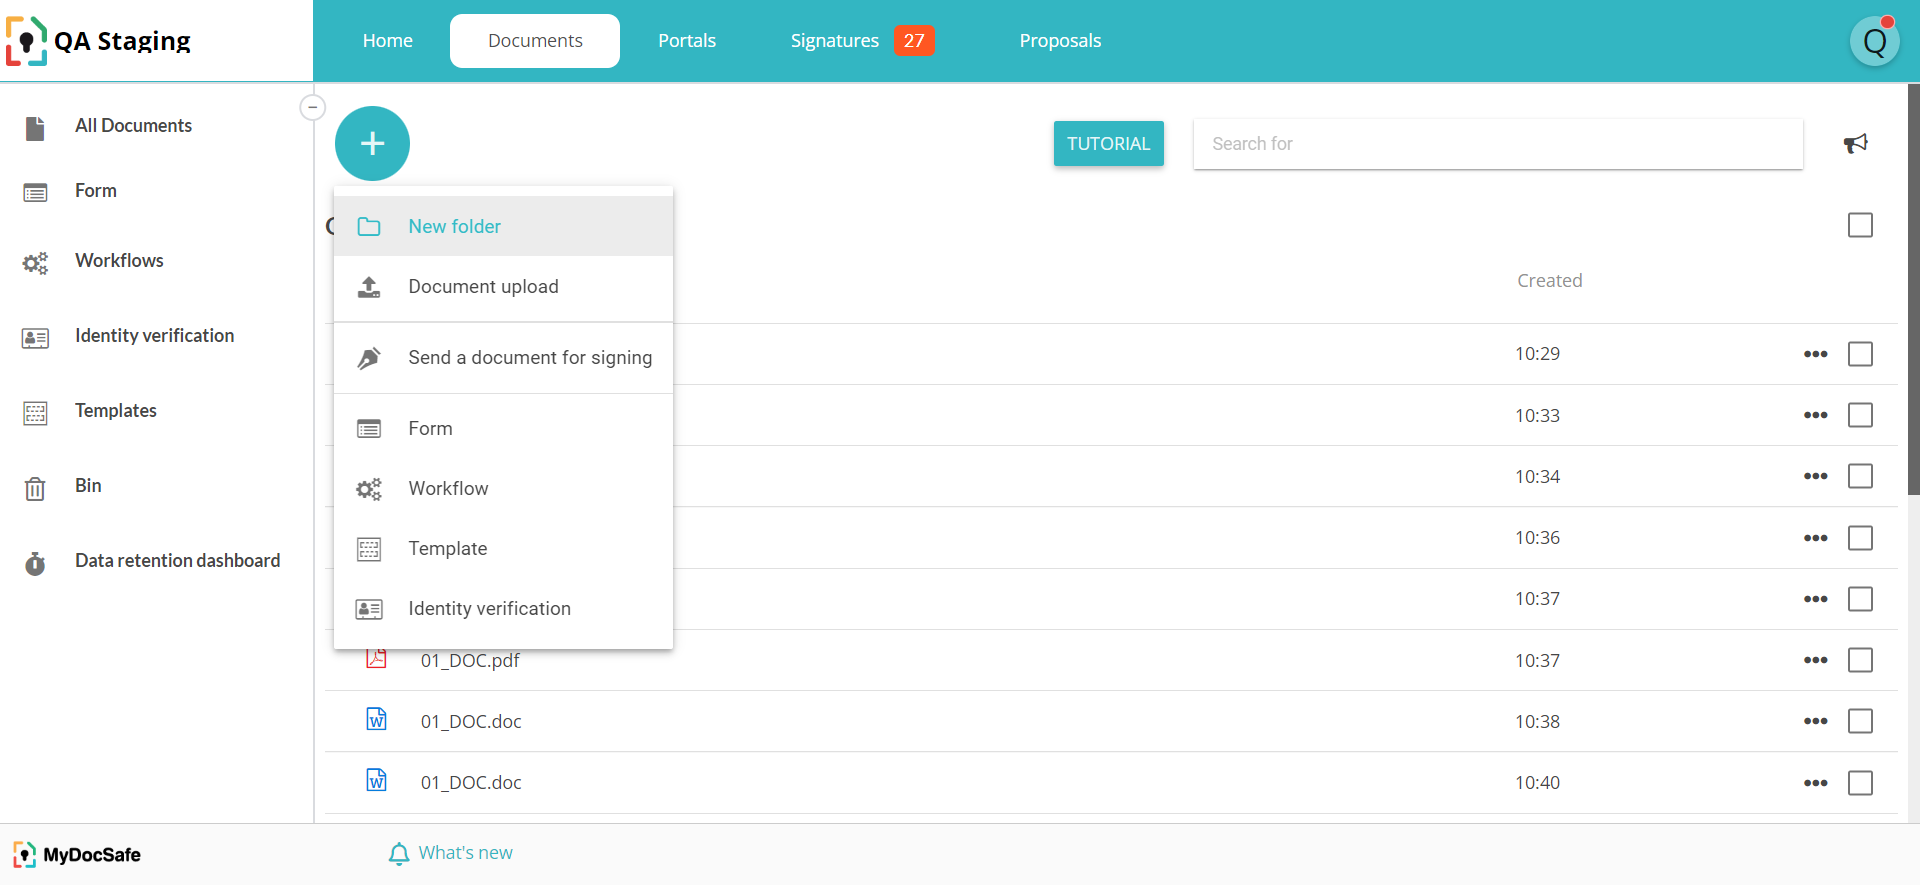 QA Staging
Home
Documents
Portals
Signatures 27
Proposals
Q
All Documents
Form
Workflows
Identity verification
Templates
Bin
Data retention dashboard
TUTORIAL
Search for
New folder
Document upload
Send a document for signing
Form
Workflow
Template
Identity verification
Created
10:29
10:33
10:34
10:36
10:37
01_DOC.pdf 10:37
01_DOC.doc 10:38
01_DOC.doc 10:40
MyDocSafe
What's new